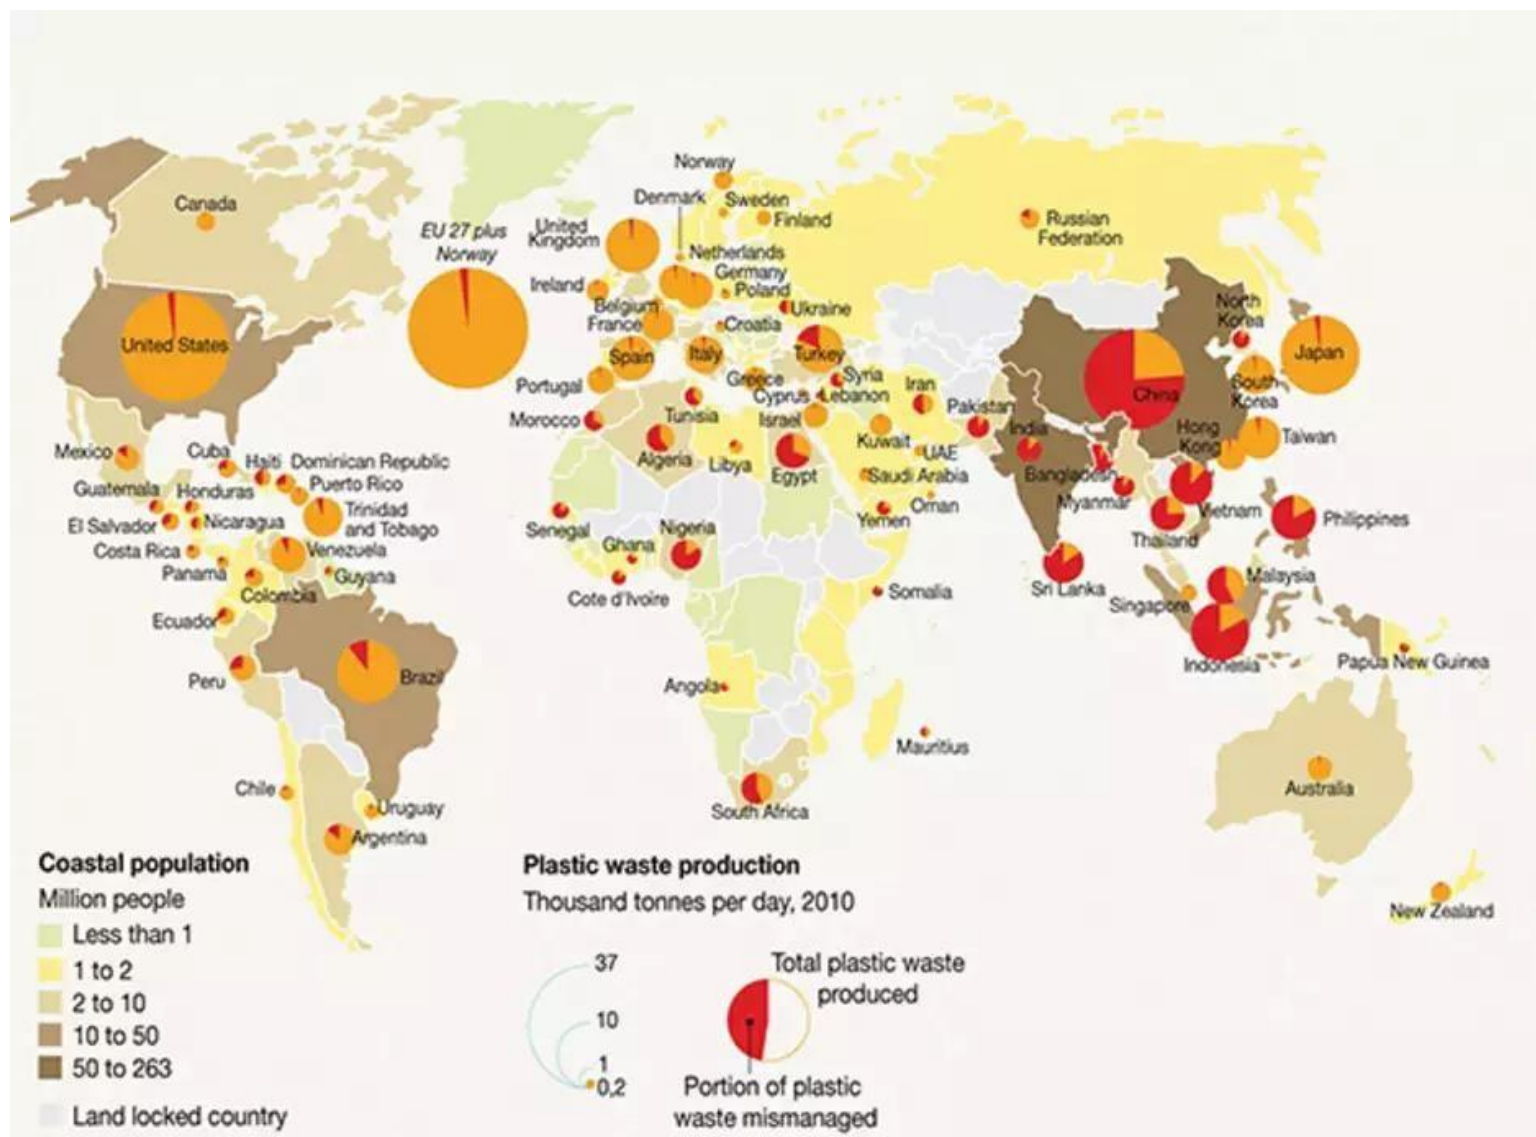 Norway
Denmark
Sweden
Finland
Canada
EU 27 plus
Norway
United
Kingdom
Russian
Federation
Netherlands
Germany
Ireland
Poland
Belgium
Ukraine
North
Korea
France
Croatia
United States
Spain
Italy
Turkey
Japan
Portugal
Greece
Syria
Iran
South
Korea
China
Cyprus
Lebanon
Morocco
Tunisia
Israel
Pakistan
India
Hong
Kong
Taiwan
Kuwait
Mexico
Cuba
Haiti
Dominican Republic
Algeria
Libya
Egypt
UAE
Saudi Arabia
Bangladesh
Guatemala
Honduras
Puerto Rico
Oman
Myanmar
Vietnam
El Salvador
Nicaragua
Trinidad
and Tobago
Senegal
Nigeria
Yemen
Philippines
Costa Rica
Venezuela
Ghana
Thailand
Panama
Guyana
Colombia
Cote d'Ivoire
Somalia
Sri Lanka
Malaysia
Singapore
Ecuador
Peru
Brazil
Angola
Indonesia
Papua New Guinea
Mauritius
Chile
Uruguay
South Africa
Australia
Argentina
New Zealand
Coastal population
Million people
Less than 1
1 to 2
2 to 10
10 to 50
50 to 263
Land locked country
Plastic waste production
Thousand tonnes per day, 2010
37
10
1
0,2
Total plastic waste
produced
Portion of plastic
waste mismanaged